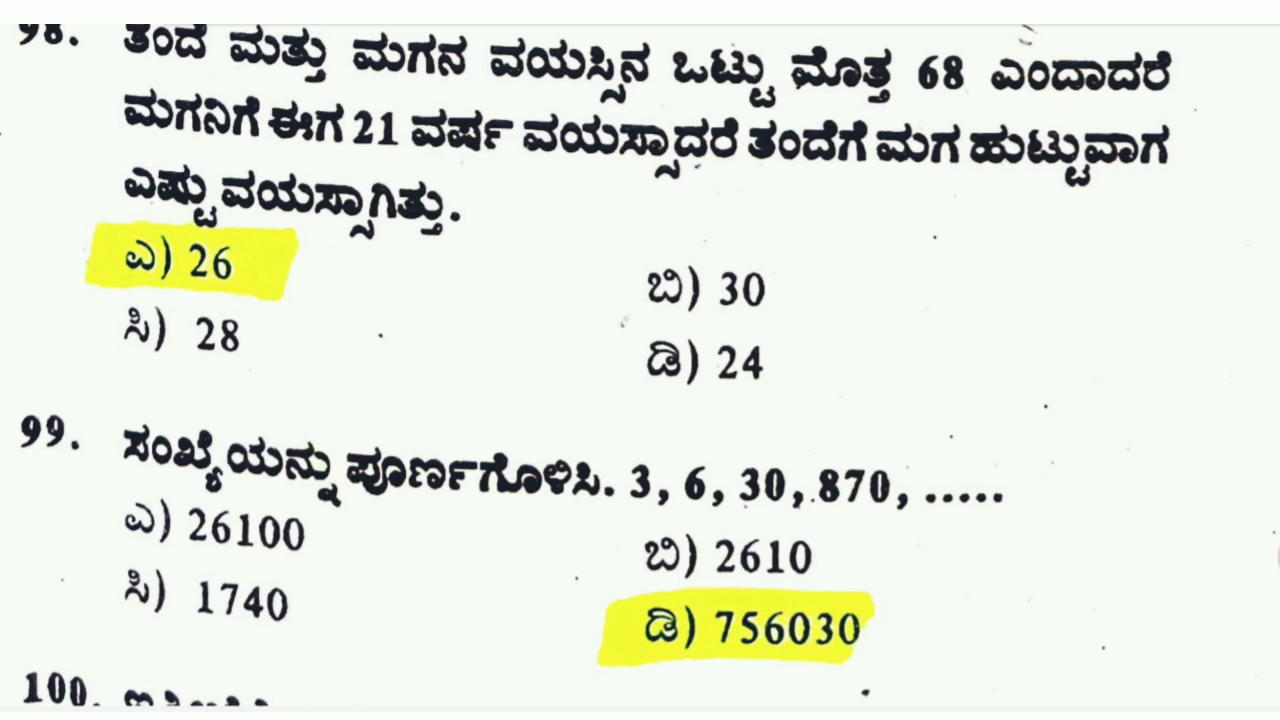 98. ತಂದೆ ಮತ್ತು ಮಗನ ವಯಸ್ಸಿನ ಒಟ್ಟು ಮೊತ್ತ 68 ಎಂದಾದರೆ
ಮಗನಿಗೆ ಈಗ 21 ವರ್ಷ ವಯಸ್ಸಾದರೆ ತಂದೆಗೆ ಮಗ ಹುಟ್ಟುವಾಗ
ಎಷ್ಟು ವಯಸ್ಸಾಗಿತ್ತು.
ಎ) 26
ಬಿ) 30
ಸಿ) 28
ಡಿ) 24
99. ಸಂಖ್ಯೆಯನ್ನು ಪೂರ್ಣಗೊಳಿಸಿ. 3, 6, 30, 870, .....
ಎ) 26100
ಬಿ) 2610
ಸಿ) 1740
ಡಿ) 756030
100.